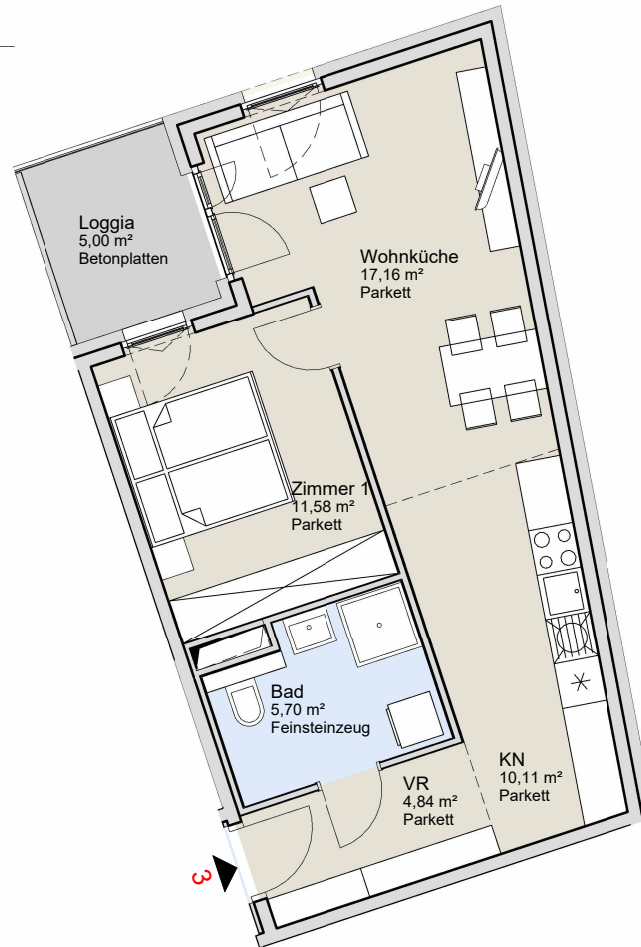 Loggia
5,00 m²
Betonplatten
Wohnküche
17,16 m²
Parkett
Zimmer 1
11,58 m²
Parkett
Bad
5,70 m²
Feinsteinzeug
KN
10,11 m²
Parkett
VR
4,84 m²
Parkett
3